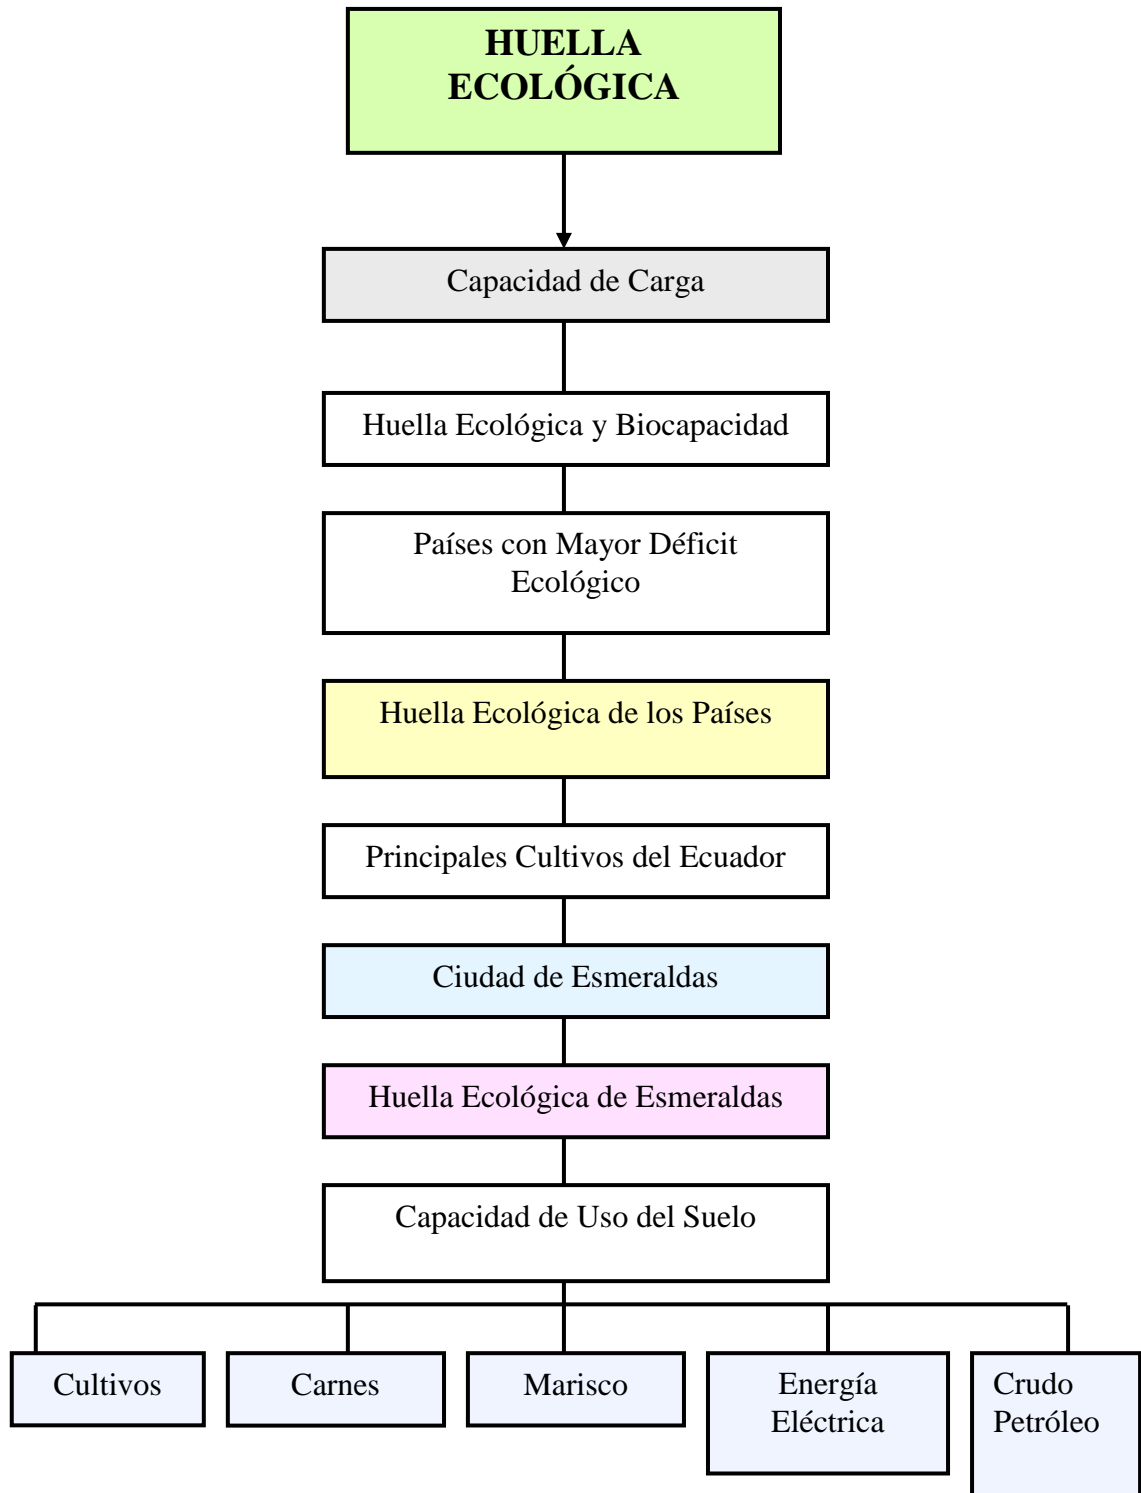 HUELLA
ECOLÓGICA
Capacidad de Carga
Huella Ecológica y Biocapacidad
Países con Mayor Déficit
Ecológico
Huella Ecológica de los Países
Principales Cultivos del Ecuador
Ciudad de Esmeraldas
Huella Ecológica de Esmeraldas
Capacidad de Uso del Suelo
Cultivos
Carnes
Marisco
Energía
Eléctrica
Crudo
Petróleo